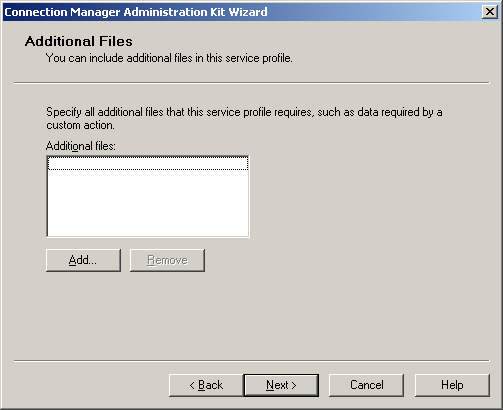 Connection Manager Administration Kit Wizard
Additional Files
You can include additional files in this service profile.
Specify all additional files that this service profile requires, such as data required by a
custom action.
Additional files:
Add...
Remove
< Back
Next >
Cancel
Help